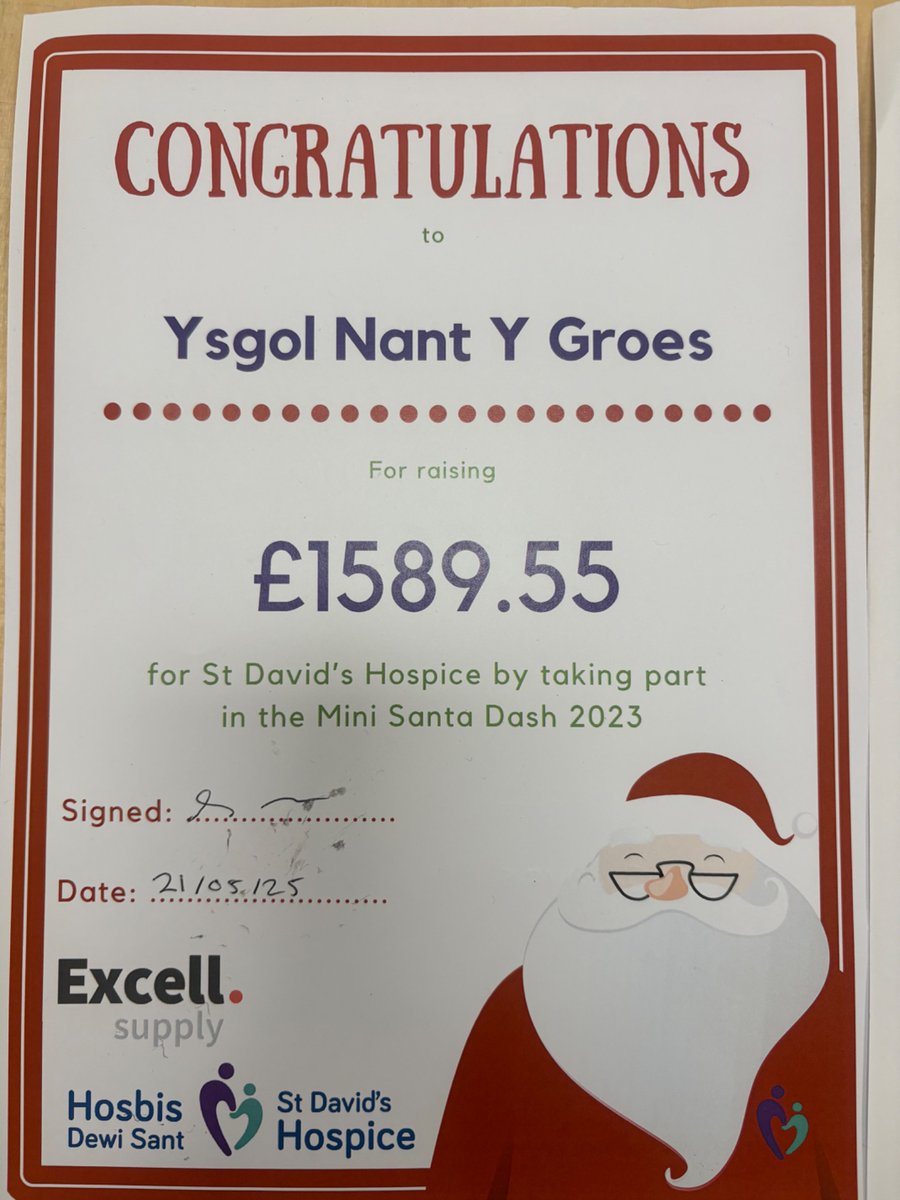 CONGRATULATIONS
to
Ysgol Nant Y Groes
For raising
£1589.55
for St David's Hospice by taking part
in the Mini Santa Dash 2023
Signed:
Date: 21/05/25
Excell.
supply
Hosbis
Dewi Sant
St David's
Hospice